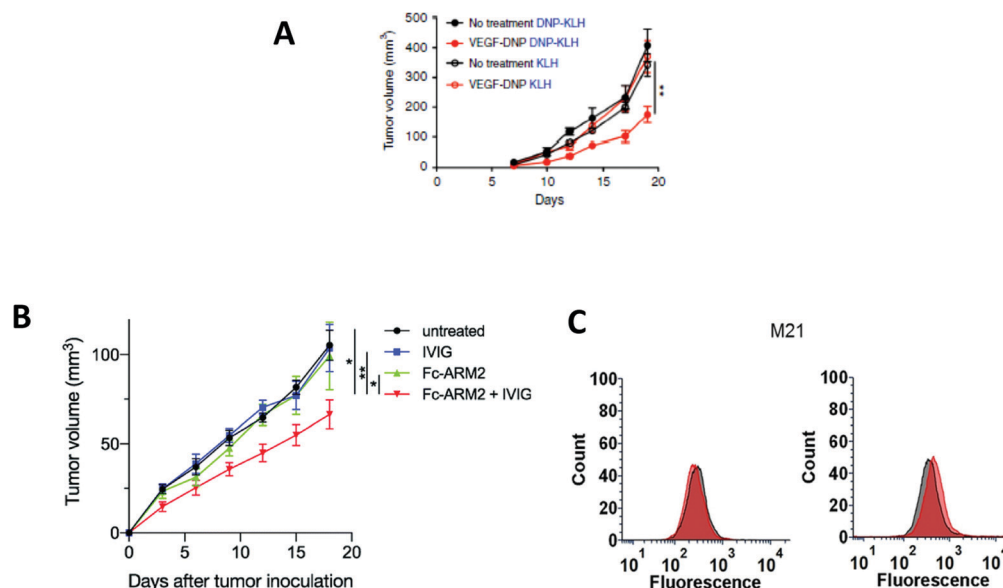 A
Tumor volume (mm³)
500
400
300
200
100
0
No treatment DNP-KLH
VEGF-DNP DNP-KLH
No treatment KLH
VEGF-DNP KLH
**
0 5 10 15 20
Days
B
Tumor volume (mm³)
100
50
0
untreated
IVIG
Fc-ARM2
Fc-ARM2 + IVIG
*
**
*
0 5 10 15 20
Days after tumor inoculation
C
M21
Count
100
80
60
40
20
0
10¹ 10² 10³ 10⁴
Fluorescence
Count
100
80
60
40
20
0
10¹ 10² 10³ 10⁴
Fluorescence